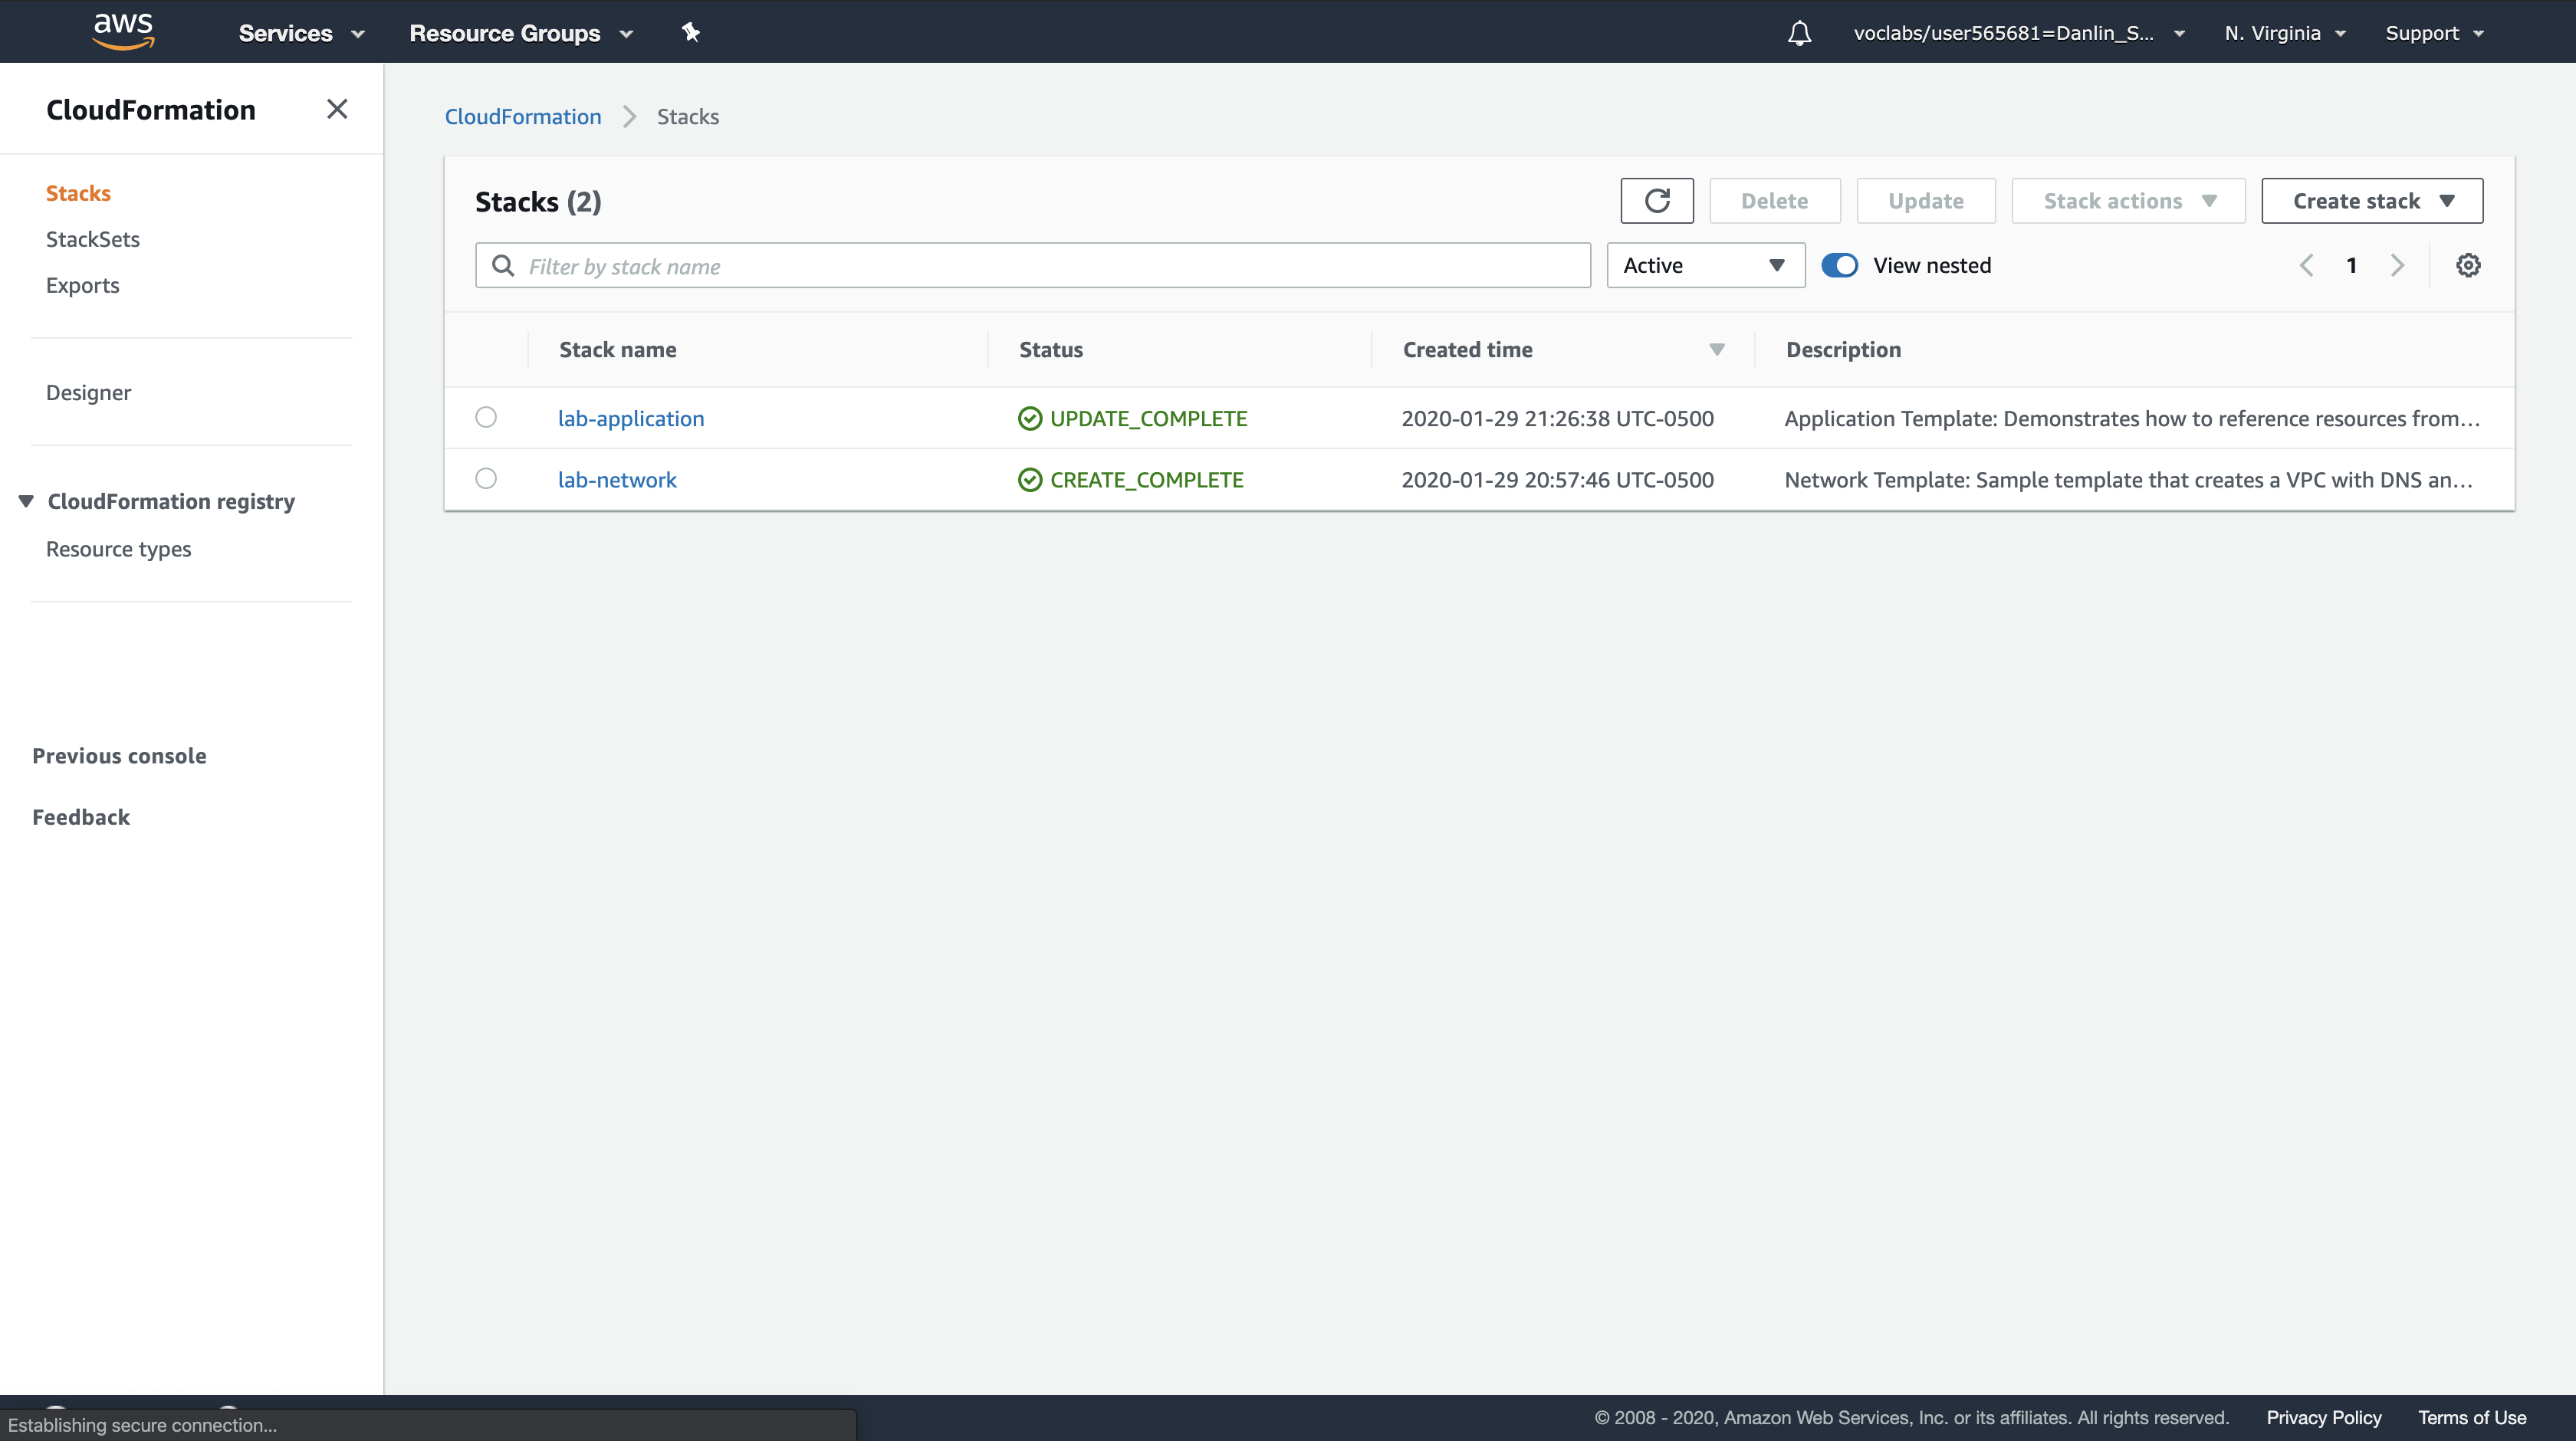 aws Services Resource Groups voclabs/user565681=Danlin_S... N. Virginia Support
CloudFormation
Stacks
StackSets
Exports
Designer
CloudFormation registry
Resource types
Previous console
Feedback
CloudFormation Stacks
Stacks (2) Delete Update Stack actions Create stack
Filter by stack name Active View nested 1
Stack name Status Created time Description
lab-application UPDATE_COMPLETE 2020-01-29 21:26:38 UTC-0500 Application Template: Demonstrates how to reference resources from...
lab-network CREATE_COMPLETE 2020-01-29 20:57:46 UTC-0500 Network Template: Sample template that creates a VPC with DNS an...
Establishing secure connection...
© 2008 - 2020, Amazon Web Services, Inc. or its affiliates. All rights reserved. Privacy Policy Terms of Use